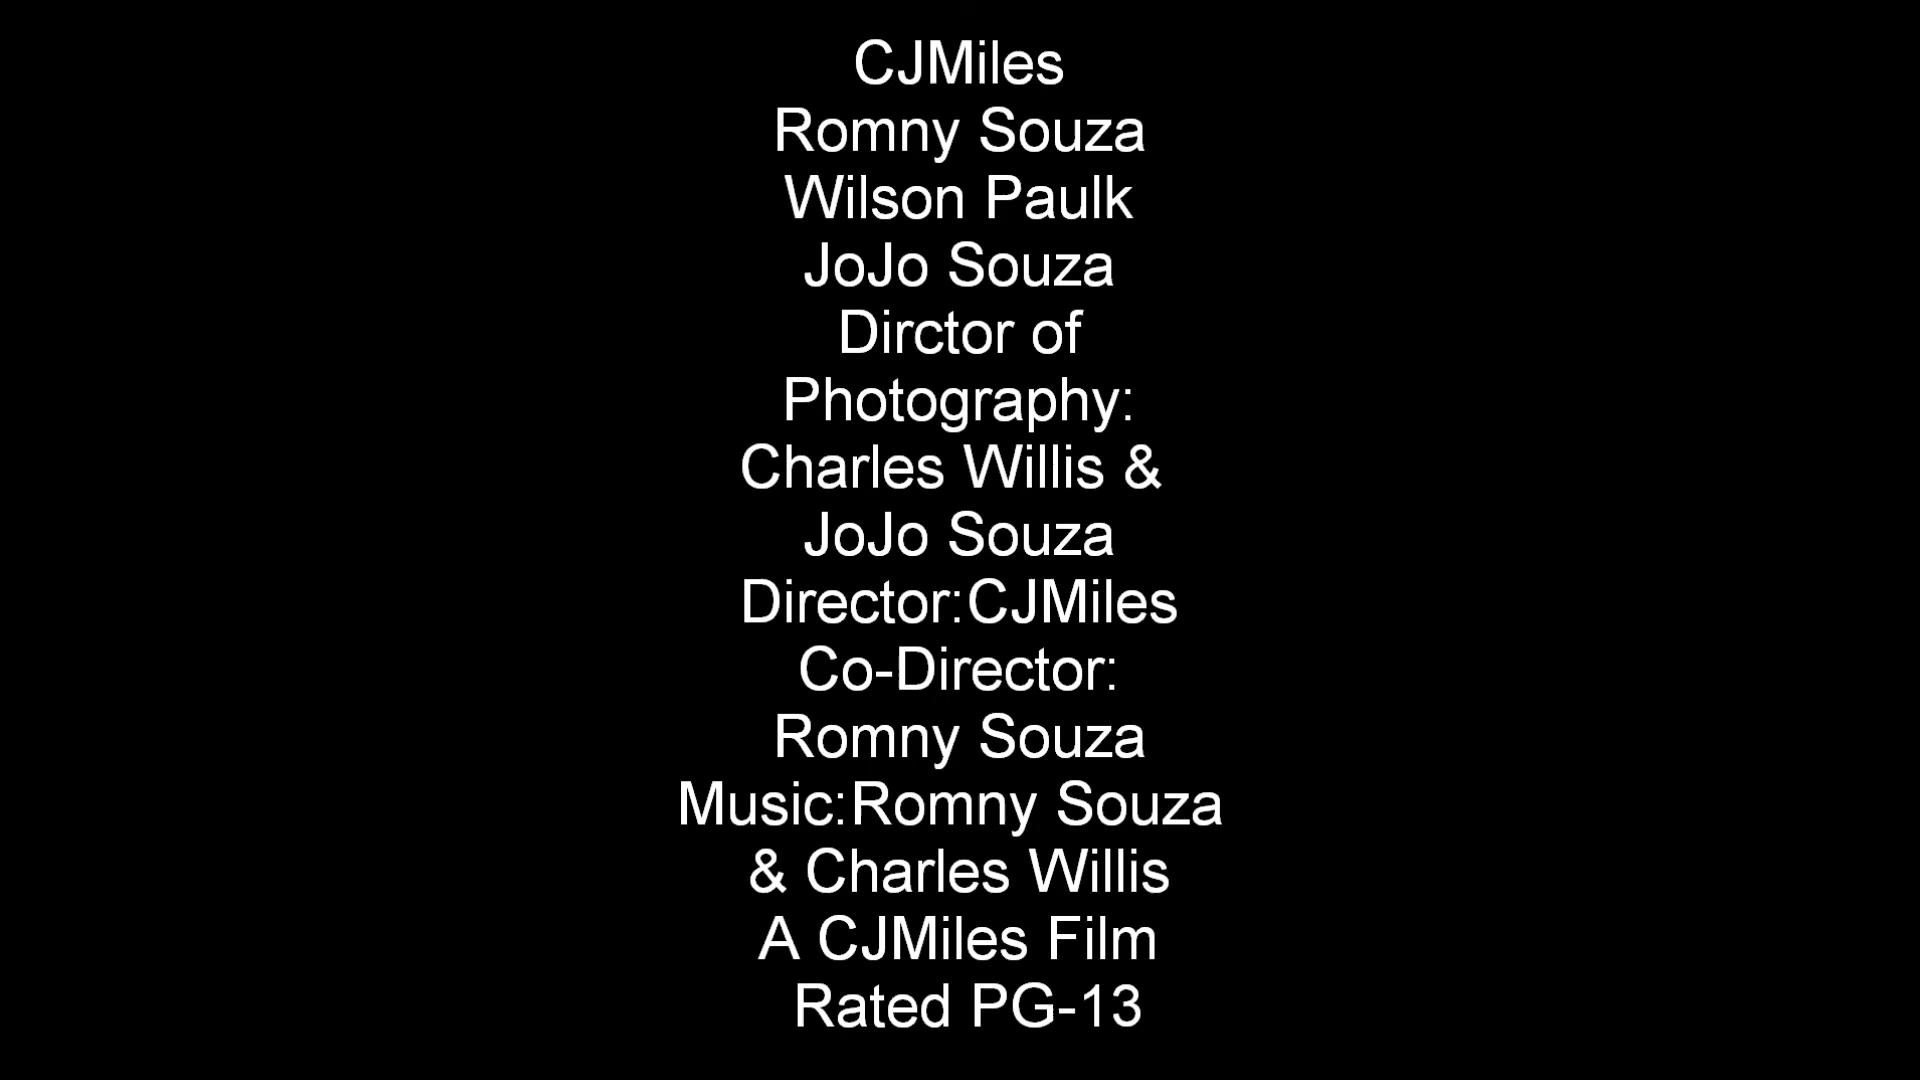 CJMiles
Romny Souza
Wilson Paulk
JoJo Souza
Dirctor of
Photography:
Charles Willis &
JoJo Souza
Director:CJMiles
Co-Director:
Romny Souza
Music:Romny Souza
& Charles Willis
A CJMiles Film
Rated PG-13